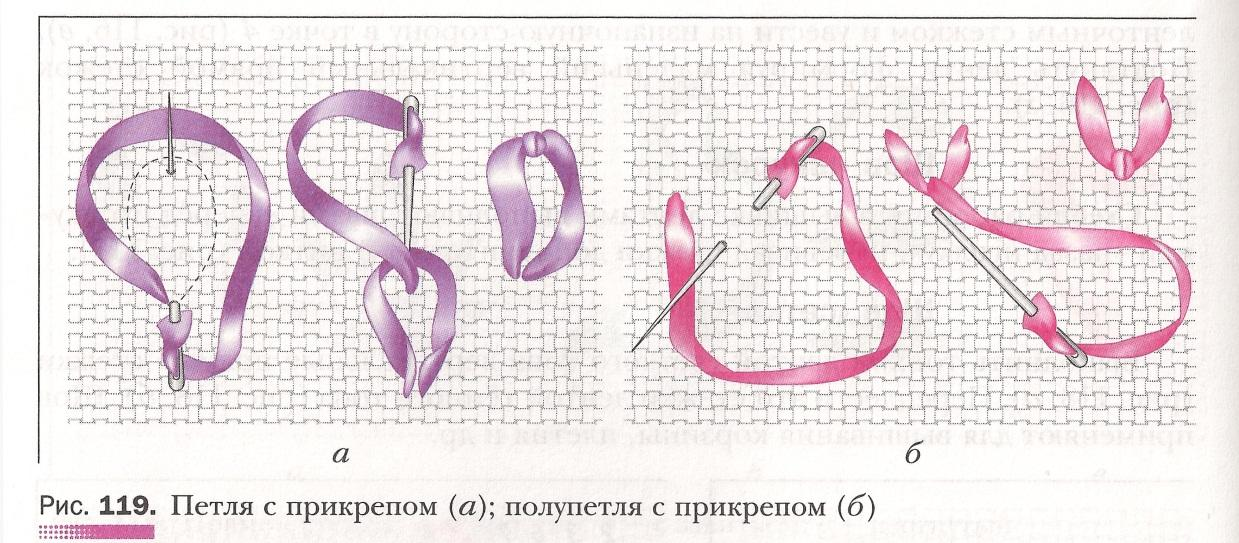 а
б
Рис. 119. Петля с прикрепом (а); полупетля с прикрепом (б)